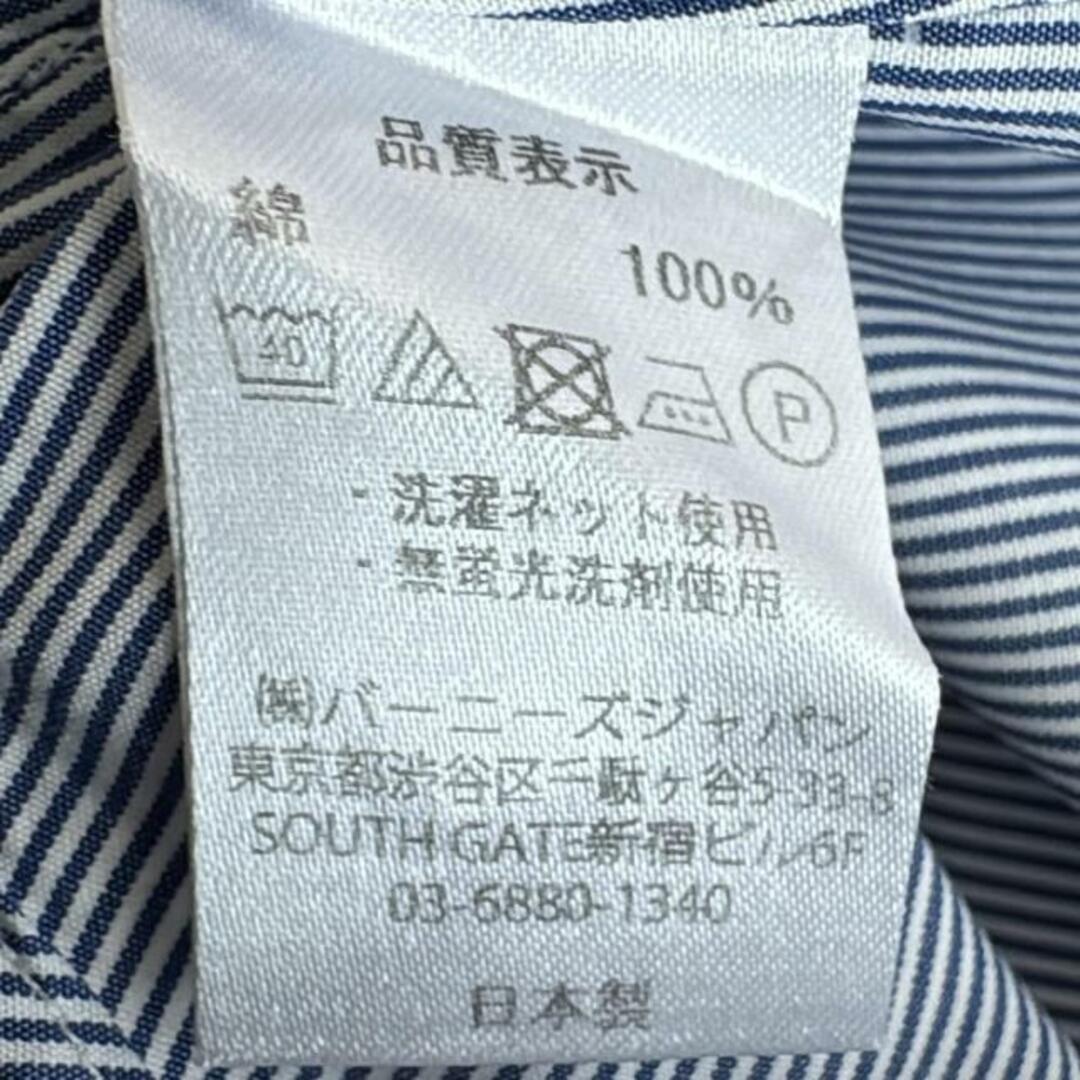 品質表示
綿
100%
40
P
・洗濯ネット使用
・無蛍光洗剤使用
㈱バーニーズジャパン
東京都渋谷区千駄ヶ谷5-33-8
SOUTH GATE新宿ビル6F
03-6880-1340
日本製